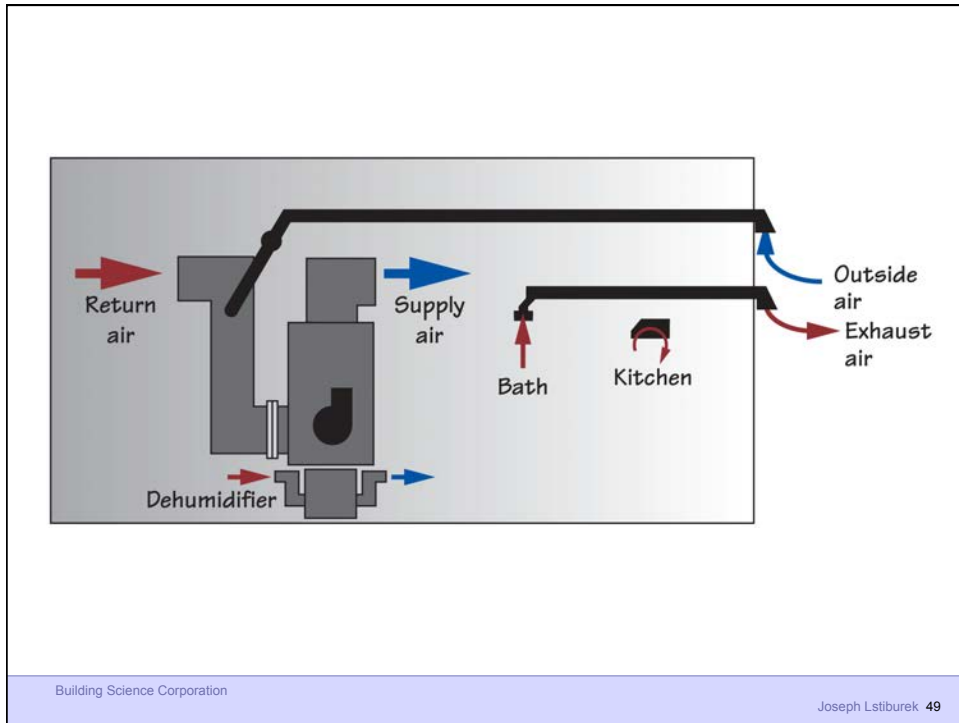 Return
air
Supply
air
Outside
air
Exhaust
air
Bath
Kitchen
Dehumidifier
Building Science Corporation
Joseph Lstiburek 49